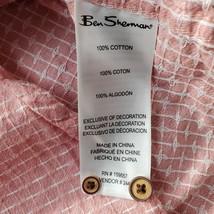 Ben Sherman
100% COTTON
100% COTON
100% ALGODÓN
EXCLUSIVE OF DECORATION
EXCLUANT LA DÉCORATION
EXCLUSIVO DE DECORACIÓN
MADE IN CHINA
FABRIQUÉ EN CHINE
HECHO EN CHINA
VENDOR #